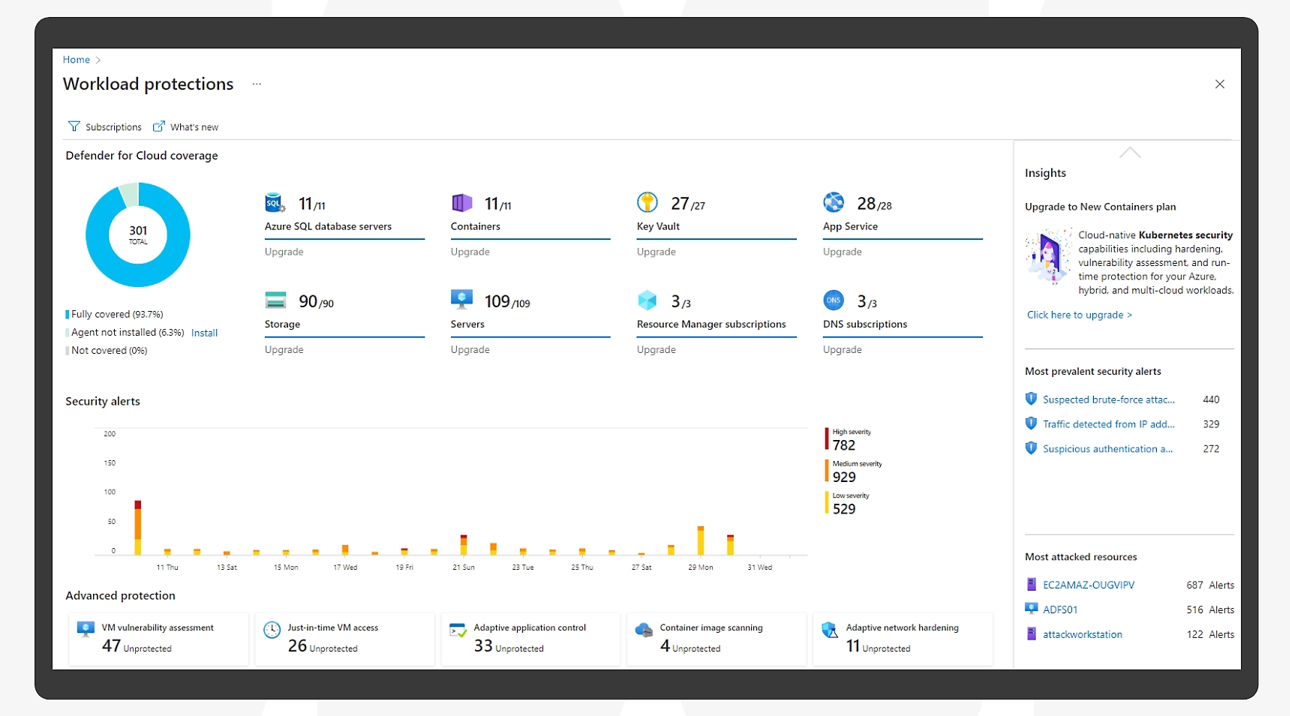 Home >
Workload protections ...
Subscriptions What's new
Defender for Cloud coverage
301
TOTAL
Fully covered (93.7%)
Agent not installed (6.3%) Install
Not covered (0%)
11/11
Azure SQL database servers
Upgrade
11/11
Containers
Upgrade
27/27
Key Vault
Upgrade
28/28
App Service
Upgrade
90/90
Storage
Upgrade
109/109
Servers
Upgrade
3/3
Resource Manager subscriptions
Upgrade
DNS
3/3
DNS subscriptions
Upgrade
SQL
Security alerts
200
150
100
50
0
11 Thu 13 Sat 15 Mon 17 Wed 19 Fri 21 Sun 23 Tue 25 Thu 27 Sat 29 Mon 31 Wed
High severity
782
Medium severity
929
Low severity
529
Advanced protection
VM vulnerability assessment
47 Unprotected
Just-in-time VM access
26 Unprotected
Adaptive application control
33 Unprotected
Container image scanning
4 Unprotected
Adaptive network hardening
11 Unprotected
Insights
Upgrade to New Containers plan
Cloud-native Kubernetes security
capabilities including hardening,
vulnerability assessment, and run-
time protection for your Azure,
hybrid, and multi-cloud workloads.
Click here to upgrade >
Most prevalent security alerts
Suspected brute-force attac... 440
Traffic detected from IP add... 329
Suspicious authentication a... 272
Most attacked resources
EC2AMAZ-OUGVIPV 687 Alerts
ADFS01 516 Alerts
attackworkstation 122 Alerts